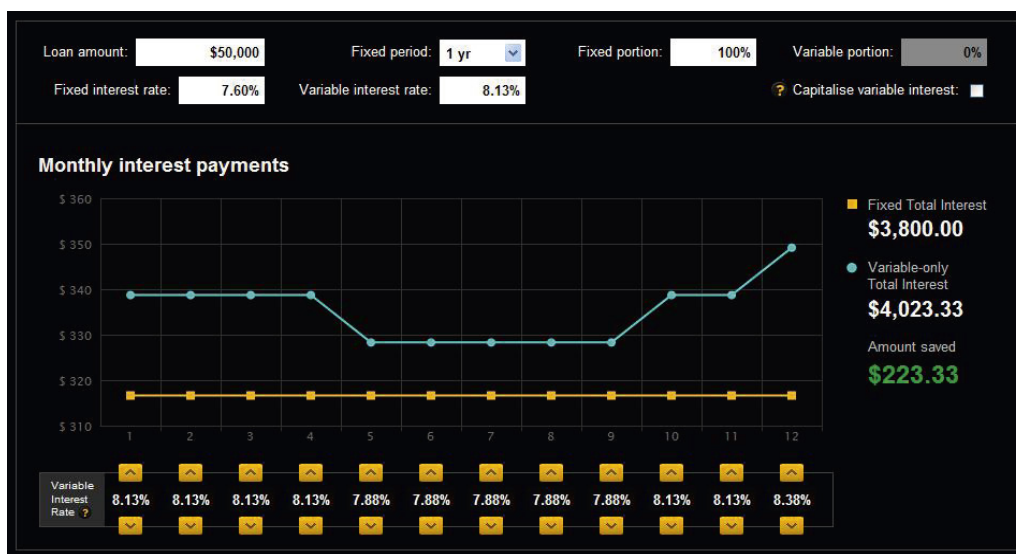 Loan amount: $50,000 Fixed period: 1 yr Fixed portion: 100% Variable portion: 0%
Fixed interest rate: 7.60% Variable interest rate: 8.13% ? Capitalise variable interest:
Monthly interest payments
$ 360
$ 350
$ 340
$ 330
$ 320
$ 310
1 2 3 4 5 6 7 8 9 10 11 12
Fixed Total Interest
$3,800.00
Variable-only
Total Interest
$4,023.33
Amount saved
$223.33
Variable
Interest
Rate ?
8.13% 8.13% 8.13% 8.13% 7.88% 7.88% 7.88% 7.88% 7.88% 8.13% 8.13% 8.38%